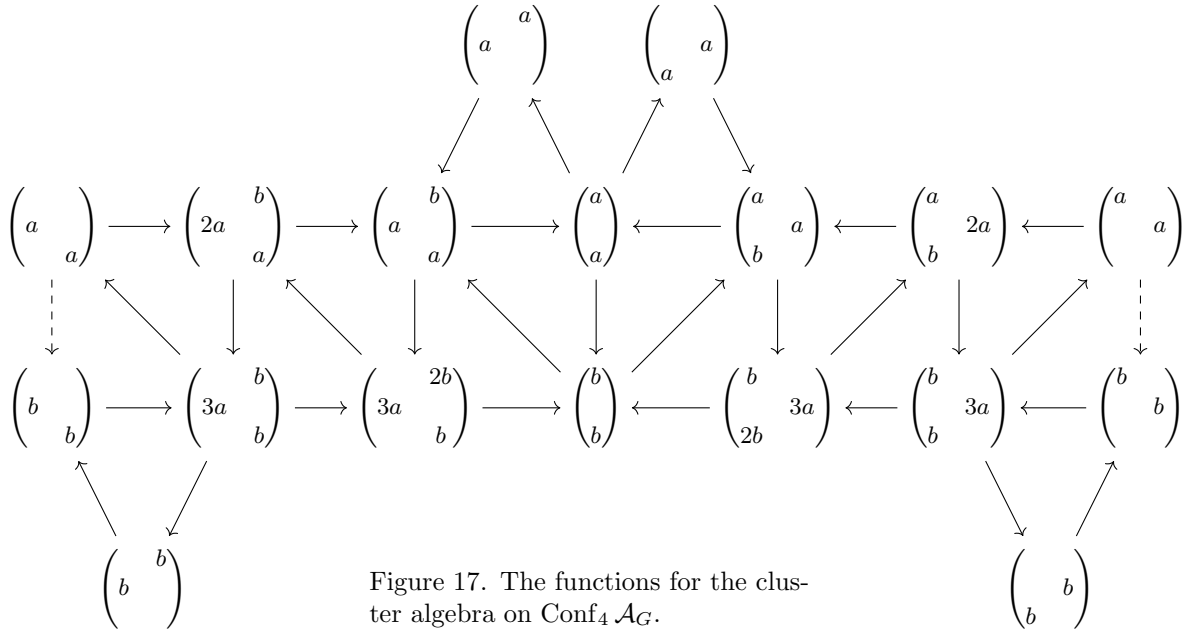 a a
a a
a 2a b a b a a a a a b a 2a b a a
a a a a
b b 3a b b 3a 2b b b b b 3a 2b b 3a b b b
b b
b b
Figure 17. The functions for the clus-
ter algebra on Conf₄ 𝒜_G.